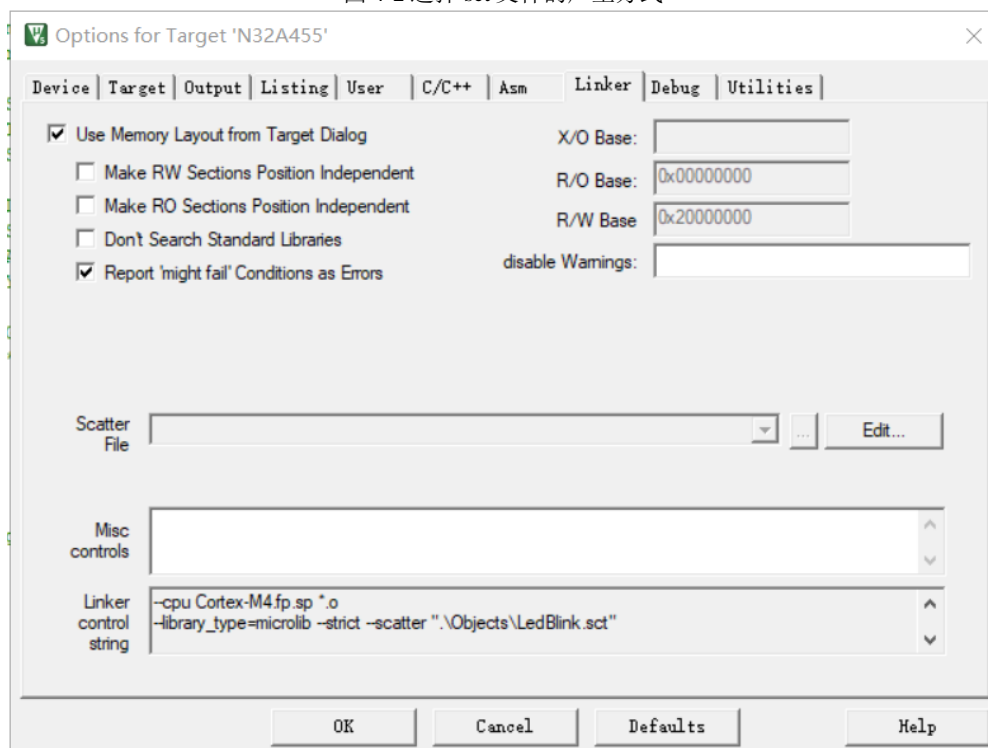 Options for Target 'N32A455'
Device Target Output Listing User C/C++ Asm Linker Debug Utilities
Use Memory Layout from Target Dialog
Make RW Sections Position Independent
Make RO Sections Position Independent
Don't Search Standard Libraries
Report 'might fail' Conditions as Errors
X/O Base:
R/O Base: 0x00000000
R/W Base 0x20000000
disable Warnings:
Scatter
File
...
Edit...
Misc
controls
Linker
control
string
--cpu Cortex-M4.fp.sp *.o
--library_type=microlib --strict --scatter ".\Objects\LedBlink.sct"
OK Cancel Defaults Help